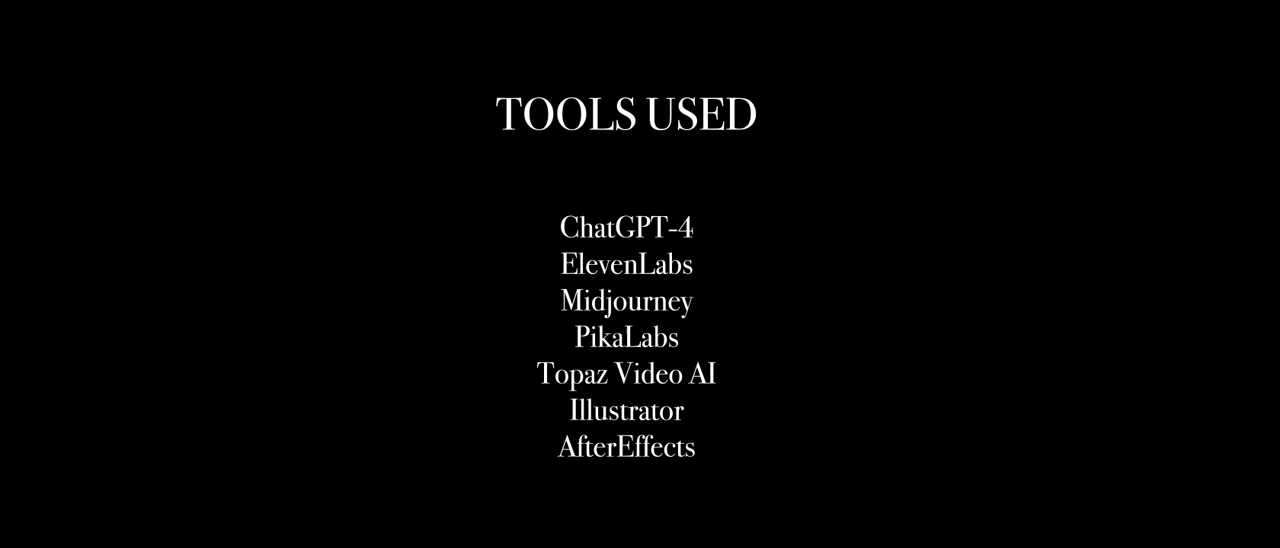 TOOLS USED
ChatGPT-4
ElevenLabs
Midjourney
PikaLabs
Topaz Video AI
Illustrator
AfterEffects